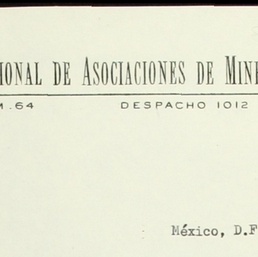 IONAL DE ASOCIACIONES DE MINE
M. 64 DESPACHO 1012
México, D.F